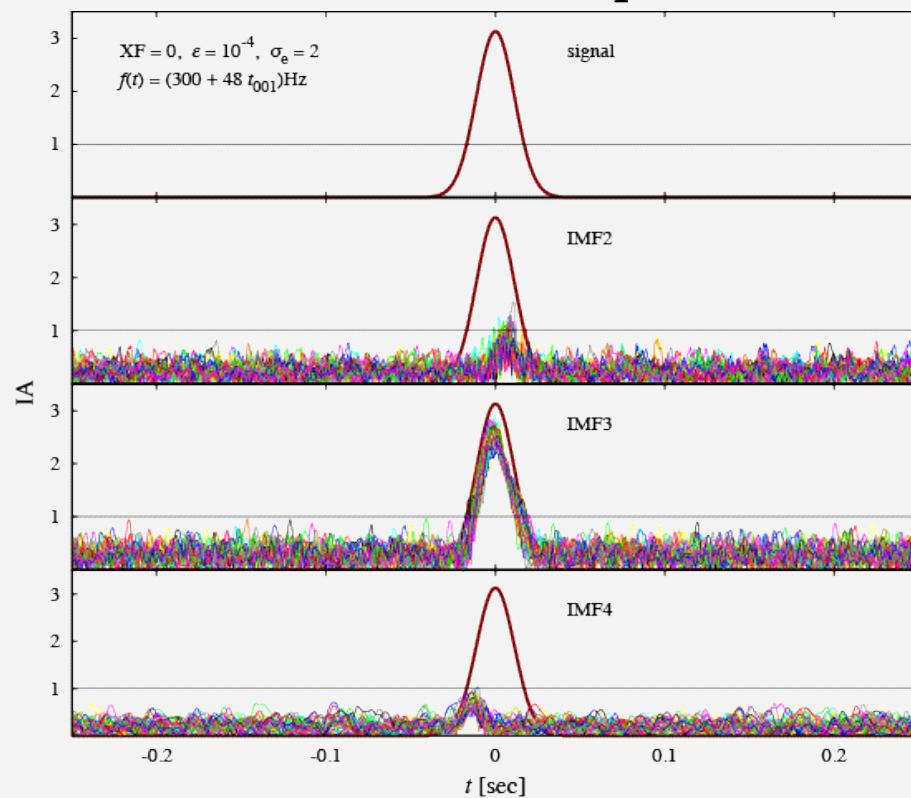 XF = 0, ε = 10⁻⁴, σₑ = 2
f(t) = (300 + 48 t₀₀₁)Hz
signal
3
2
1
IMF2
3
2
1
0
IMF3
3
2
1
IMF4
3
2
1
IA
-0.2 -0.1 0 0.1 0.2
t [sec]